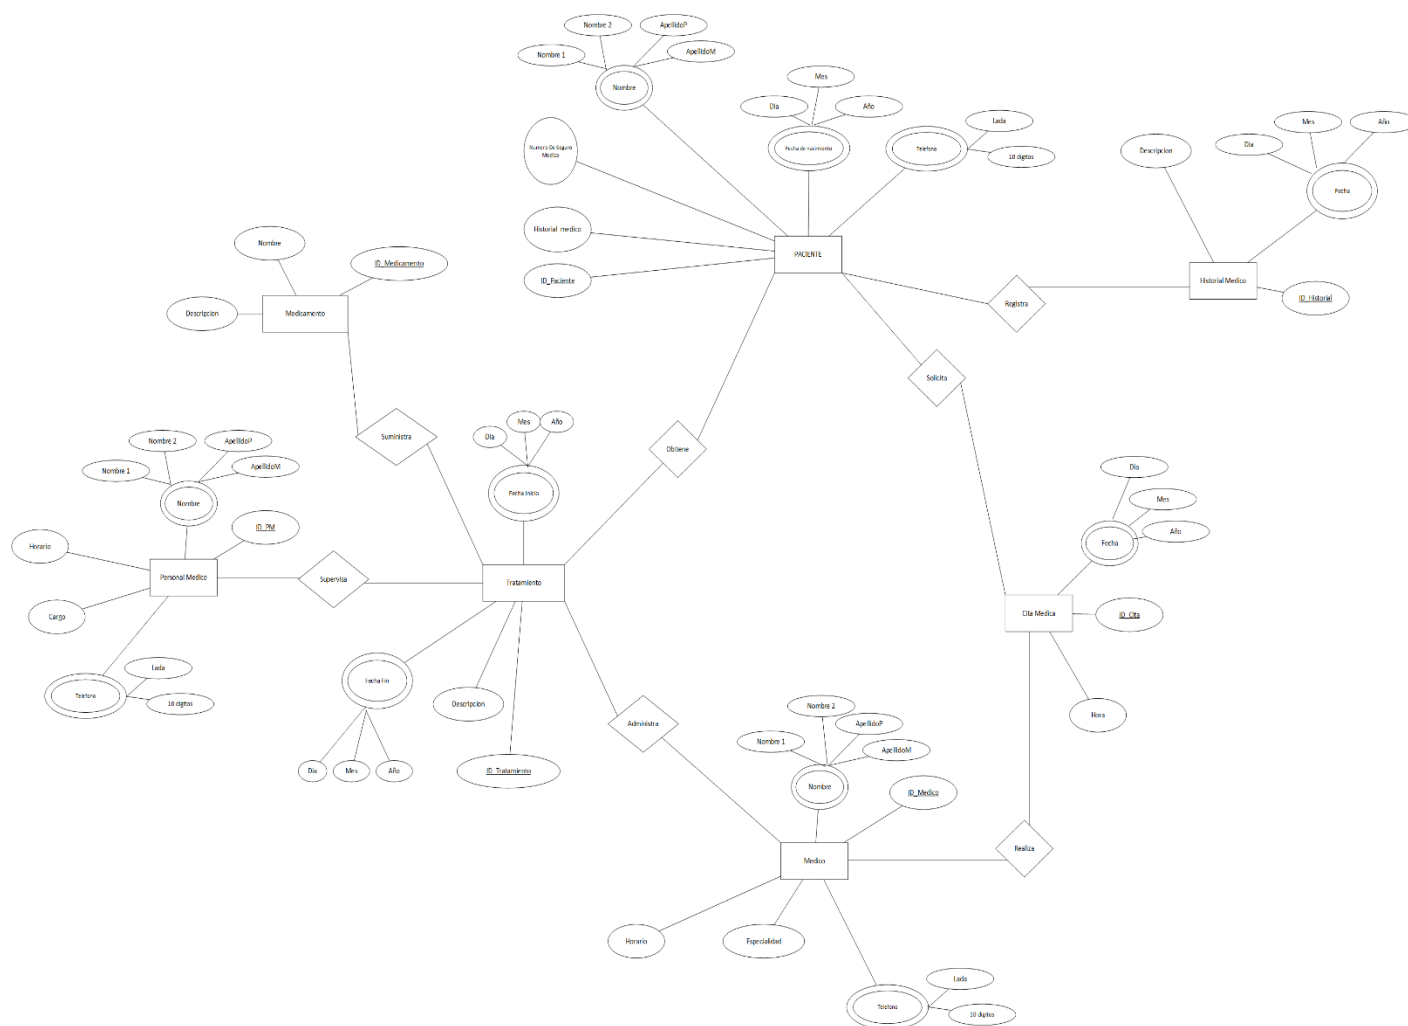 Nombre 2
ApellidoP
Nombre 1
ApellidoM
Nombre
Mes
Dia
Año
Fecha de nacimiento
Lada
Telefono
10 digitos
Numero De Seguro
Medico
Historial medico
ID_Paciente
PACIENTE
Mes
Año
Dia
Descripcion
Fecha
Historial Medico
ID_Historial
Registra
Nombre
ID_Medicamento
Descripcion
Medicamento
Solicita
Suministra
Obtiene
Nombre 2
ApellidoP
Nombre 1
ApellidoM
Nombre
ID_PM
Horario
Personal Medico
Cargo
Lada
Telefono
10 digitos
Supervisa
Mes
Año
Dia
Fecha Inicio
Tratamiento
Fecha Fin
Descripcion
Dia
Mes
Año
ID_Tratamiento
Administra
Dia
Mes
Año
Fecha
Cita Medica
ID_Cita
Hora
Nombre 2
ApellidoP
Nombre 1
ApellidoM
Nombre
ID_Medico
Medico
Realiza
Horario
Especialidad
Lada
Telefono
10 digitos